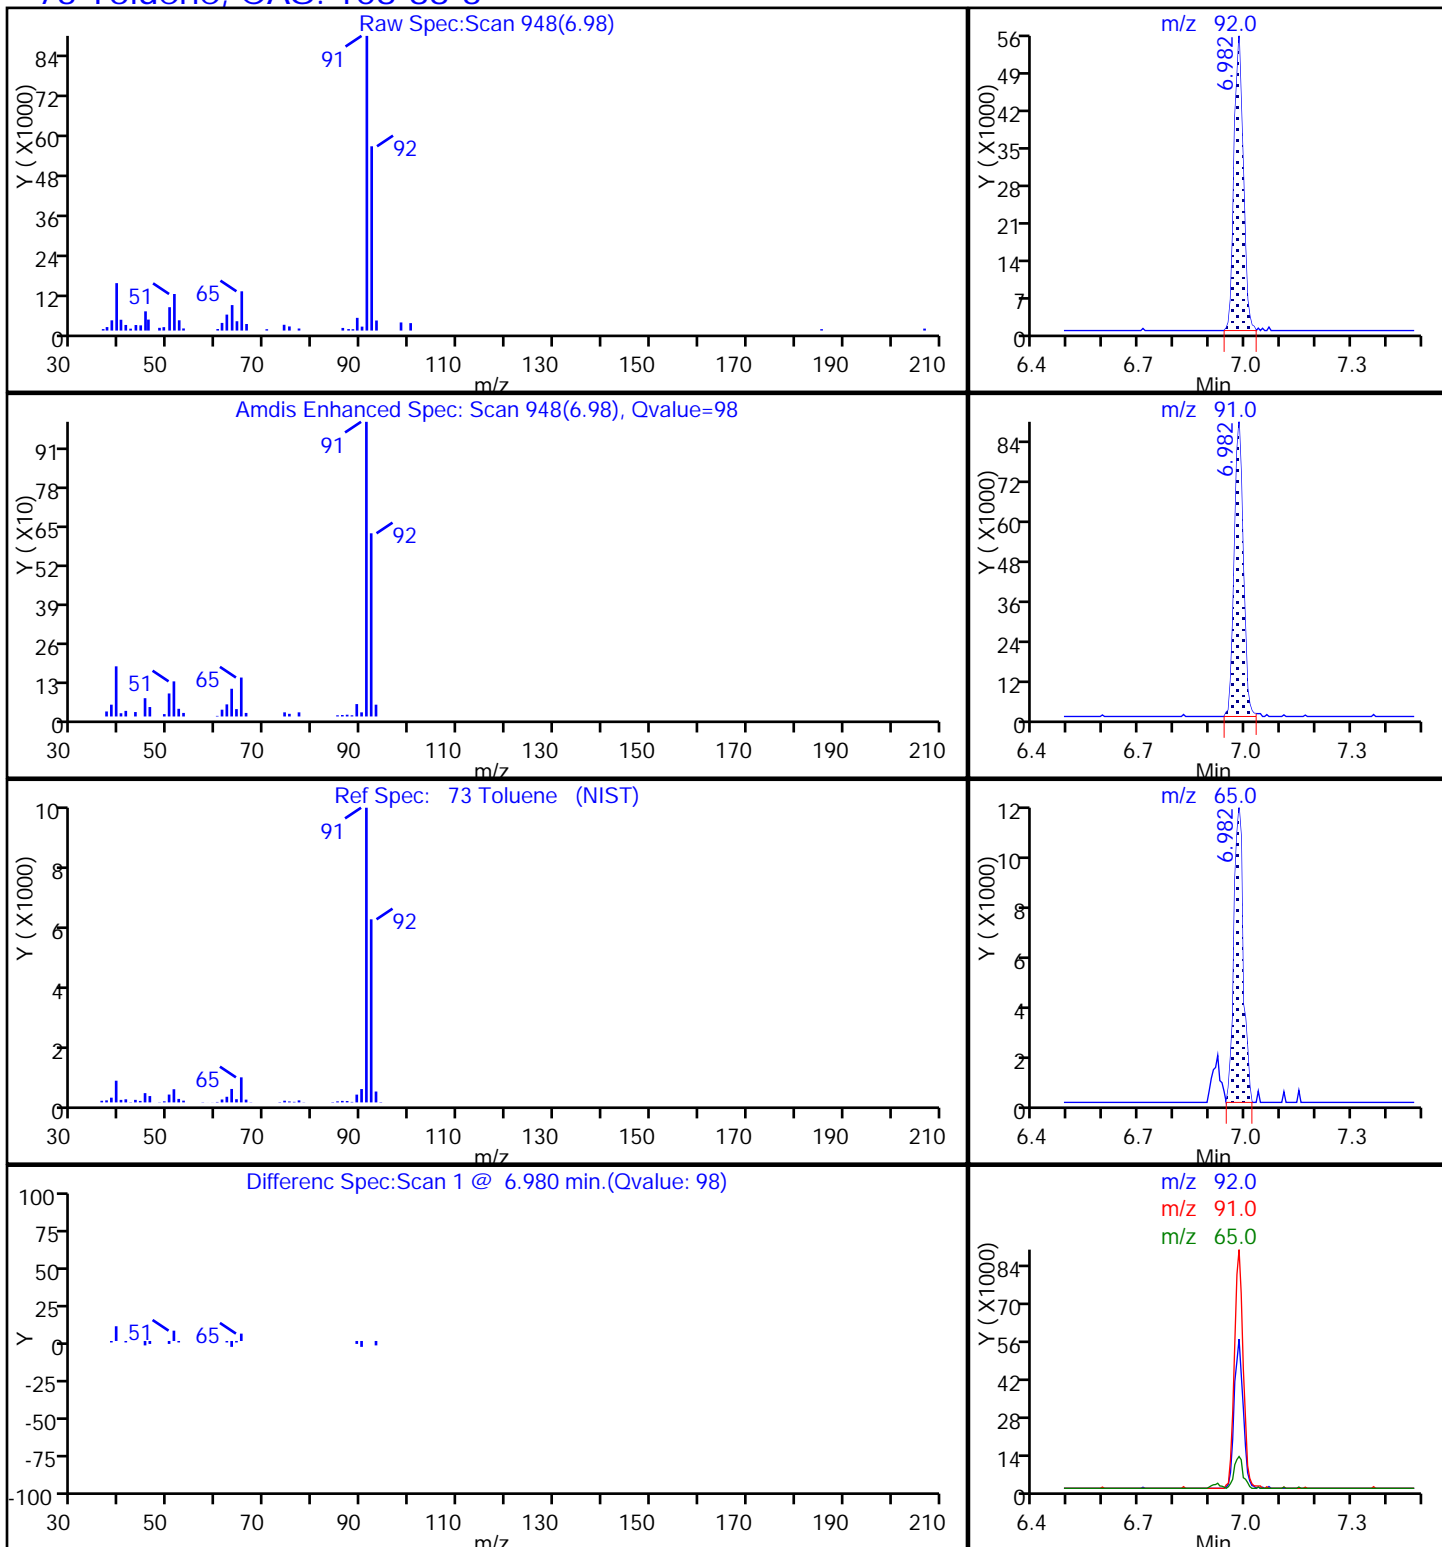 Raw Spec:Scan 948(6.98)
Y ( X1000)
84
72
60
48
36
24
12
0
91
92
51
65
30 50 70 90 110 130 150 170 190 210
m/z
m/z 92.0
Y ( X1000)
56
49
42
35
28
21
14
7
0
6.982
6.4 6.7 7.0 7.3
Min
Amdis Enhanced Spec: Scan 948(6.98), Qvalue=98
Y ( X10)
91
78
65
52
39
26
13
0
91
92
51
65
30 50 70 90 110 130 150 170 190 210
m/z
m/z 91.0
Y ( X1000)
84
72
60
48
36
24
12
0
6.982
6.4 6.7 7.0 7.3
Min
Ref Spec: 73 Toluene (NIST)
Y ( X1000)
10
8
6
4
2
0
91
92
65
30 50 70 90 110 130 150 170 190 210
m/z
m/z 65.0
Y ( X1000)
12
10
8
6
4
2
0
6.982
6.4 6.7 7.0 7.3
Min
Differenc Spec:Scan 1 @ 6.980 min.(Qvalue: 98)
Y
100
75
50
25
0
-25
-50
-75
-100
51
65
30 50 70 90 110 130 150 170 190 210
m/z
m/z 92.0
m/z 91.0
m/z 65.0
Y ( X1000)
84
70
56
42
28
14
0
6.4 6.7 7.0 7.3
Min